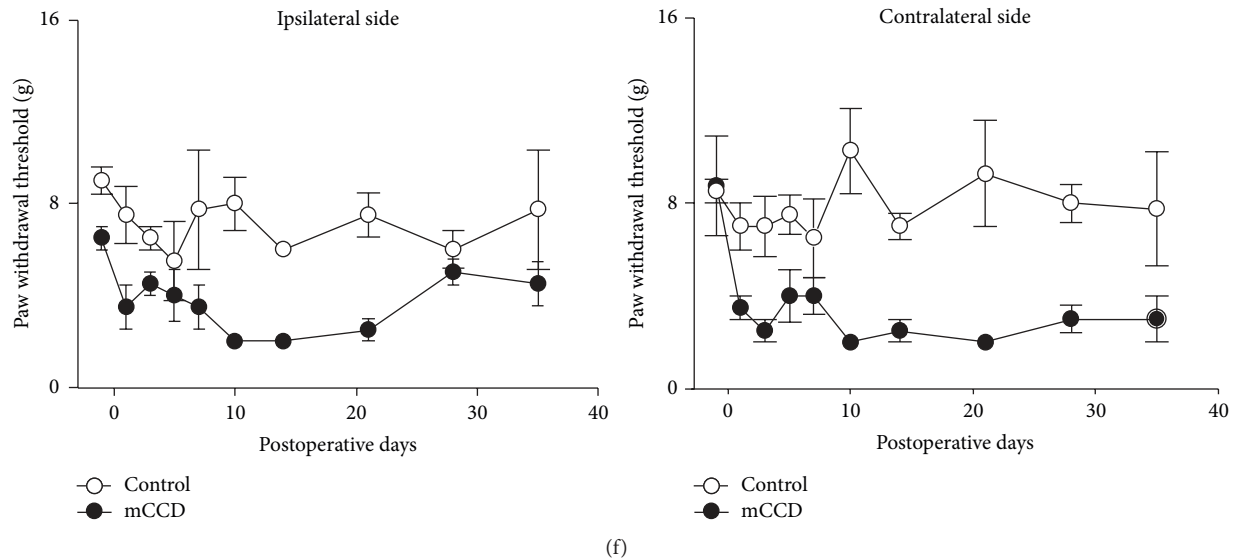 Ipsilateral side
16
8
0
Paw withdrawal threshold (g)
0 10 20 30 40
Postoperative days
Control
mCCD
Contralateral side
16
8
0
Paw withdrawal threshold (g)
0 10 20 30 40
Postoperative days
Control
mCCD
(f)